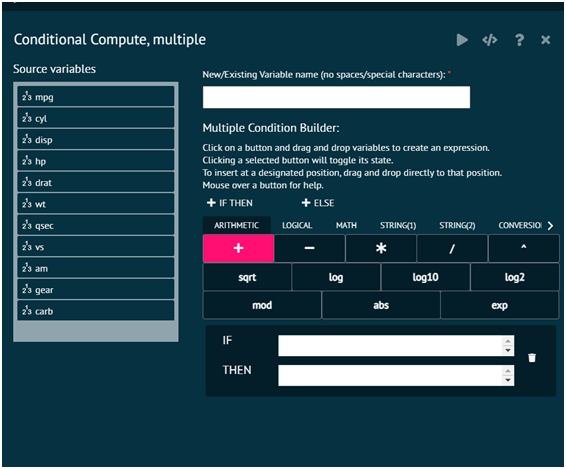 Conditional Compute, multiple
</> ?
Source variables
mpg
cyl
disp
hp
drat
wt
qsec
vs
am
gear
carb
New/Existing Variable name (no spaces/special characters): *
Multiple Condition Builder:
Click on a button and drag and drop variables to create an expression.
Clicking a selected button will toggle its state.
To insert at a designated position, drag and drop directly to that position.
Mouse over a button for help.
+ IF THEN + ELSE
ARITHMETIC LOGICAL MATH STRING(1) STRING(2) CONVERSION
+ − * / ^
sqrt log log10 log2
mod abs exp
IF
THEN